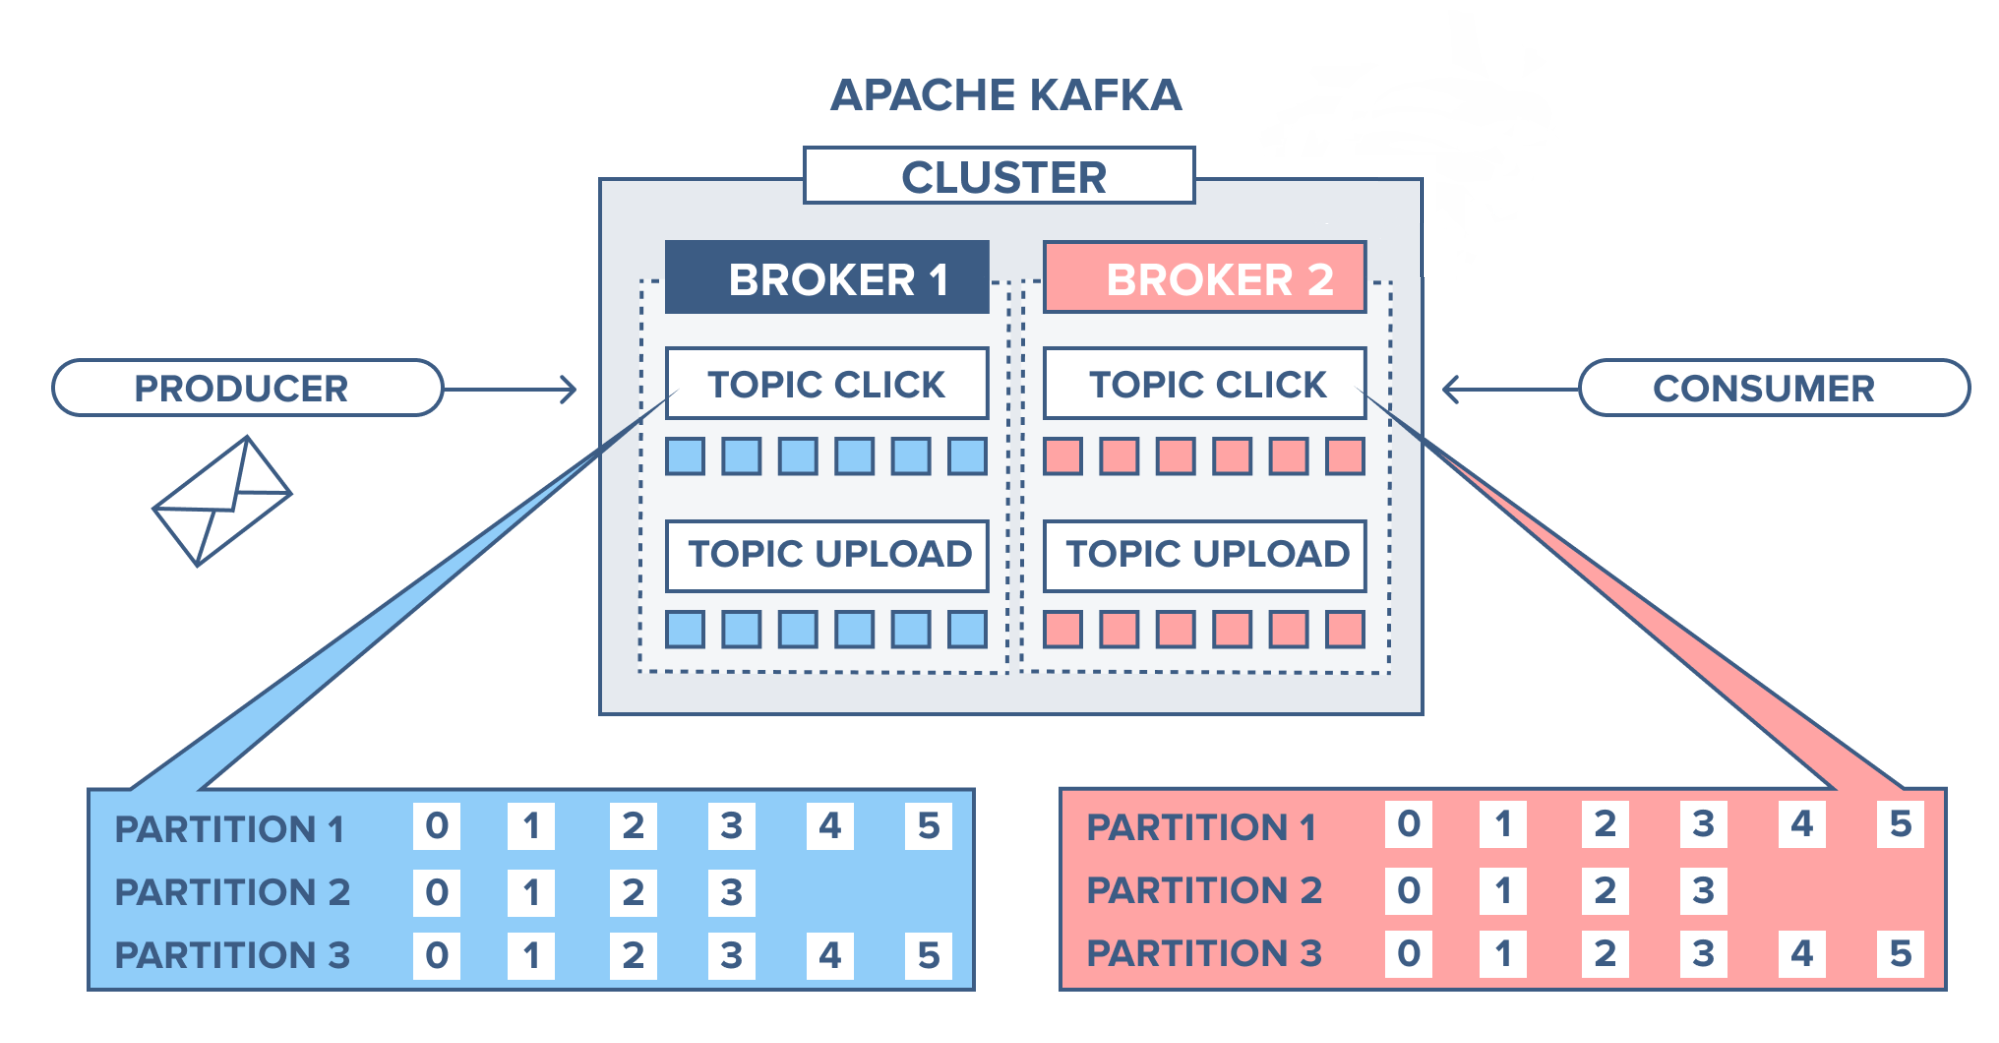 APACHE KAFKA
CLUSTER
BROKER 1
BROKER 2
TOPIC CLICK
TOPIC CLICK
PRODUCER
CONSUMER
TOPIC UPLOAD
TOPIC UPLOAD
PARTITION 1 0 1 2 3 4 5
PARTITION 2 0 1 2 3
PARTITION 3 0 1 2 3 4 5
PARTITION 1 0 1 2 3 4 5
PARTITION 2 0 1 2 3
PARTITION 3 0 1 2 3 4 5